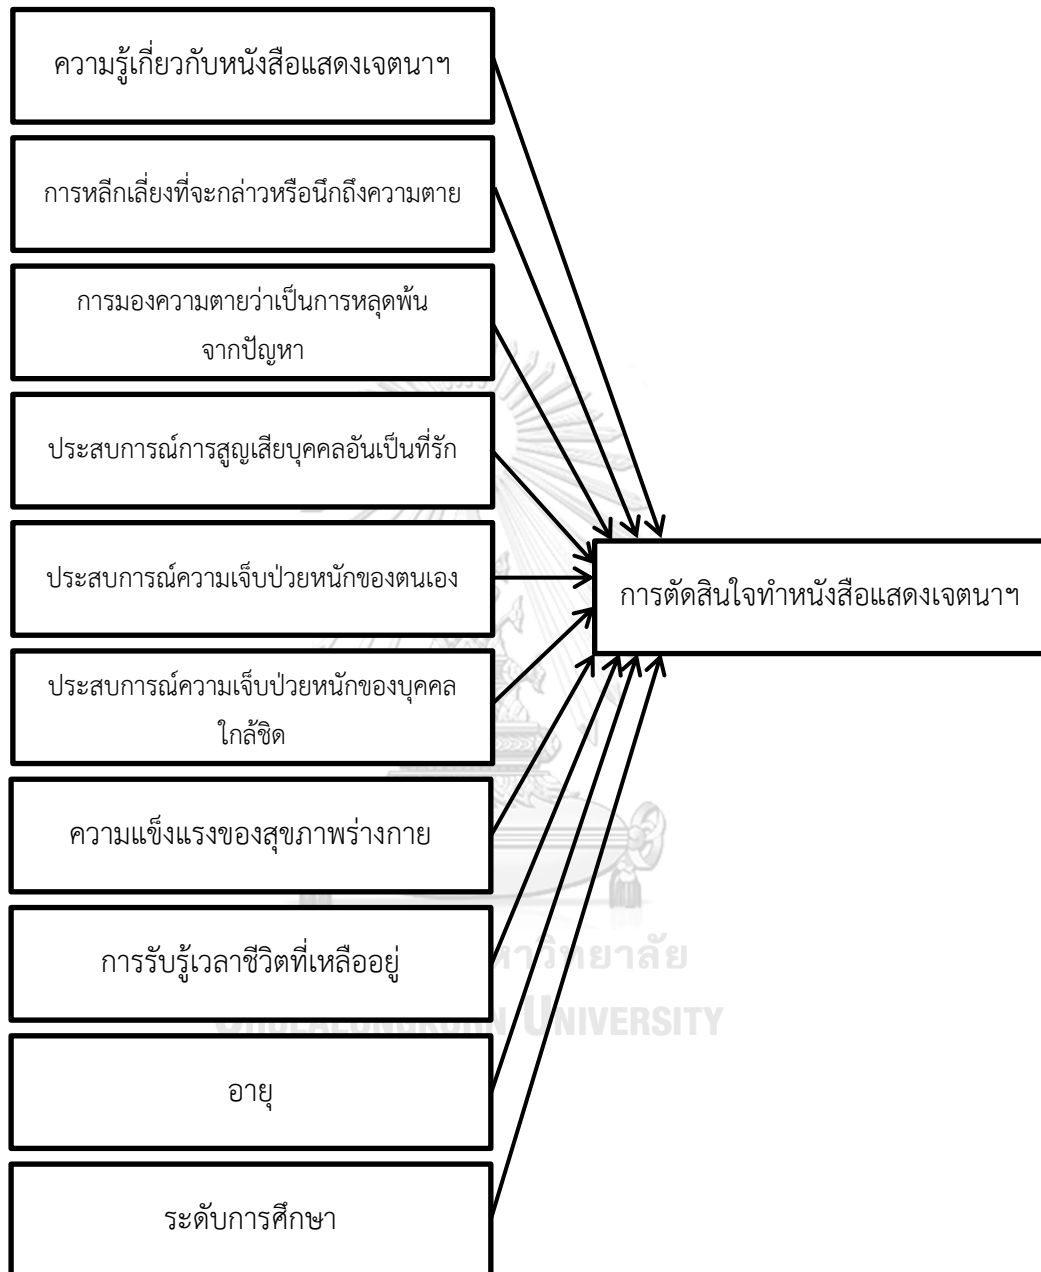 ความรู้เกี่ยวกับหนังสือแสดงเจตนาฯ
การหลีกเลี่ยงที่จะกล่าวหรือนึกถึงความตาย
การมองความตายว่าเป็นการหลุดพ้น
จากปัญหา
ประสบการณ์การสูญเสียบุคคลอันเป็นที่รัก
ประสบการณ์ความเจ็บป่วยหนักของตนเอง
การตัดสินใจทำหนังสือแสดงเจตนาฯ
ประสบการณ์ความเจ็บป่วยหนักของบุคคล
ใกล้ชิด
ความแข็งแรงของสุขภาพร่างกาย
การรับรู้เวลาชีวิตที่เหลืออยู่
อายุ
ระดับการศึกษา
UNIVERSITY